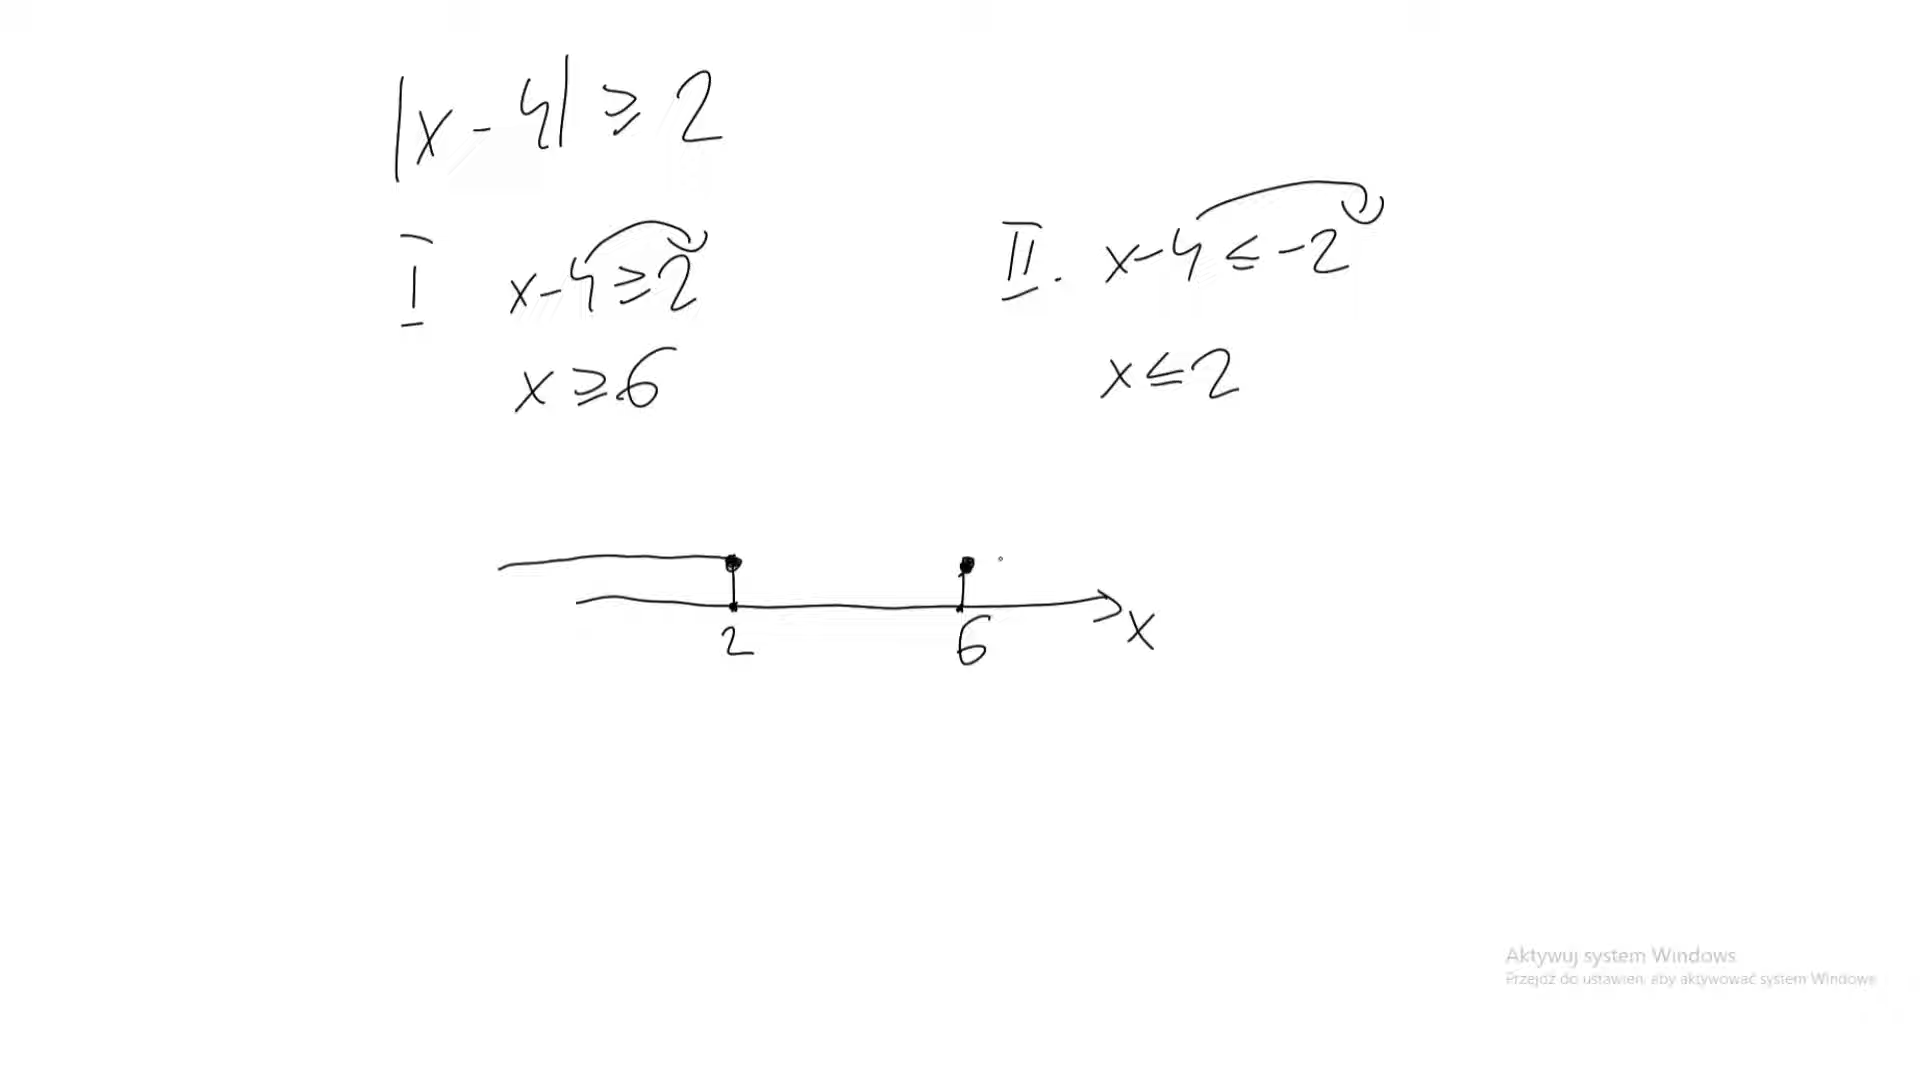 |x-4| ≥ 2
I x-4 ≥ 2
x ≥ 6
II. x-4 ≤ -2
x ≤ 2
2 6 x
Aktywuj system Windows
Przejdź do ustawień, aby aktywować system Windows